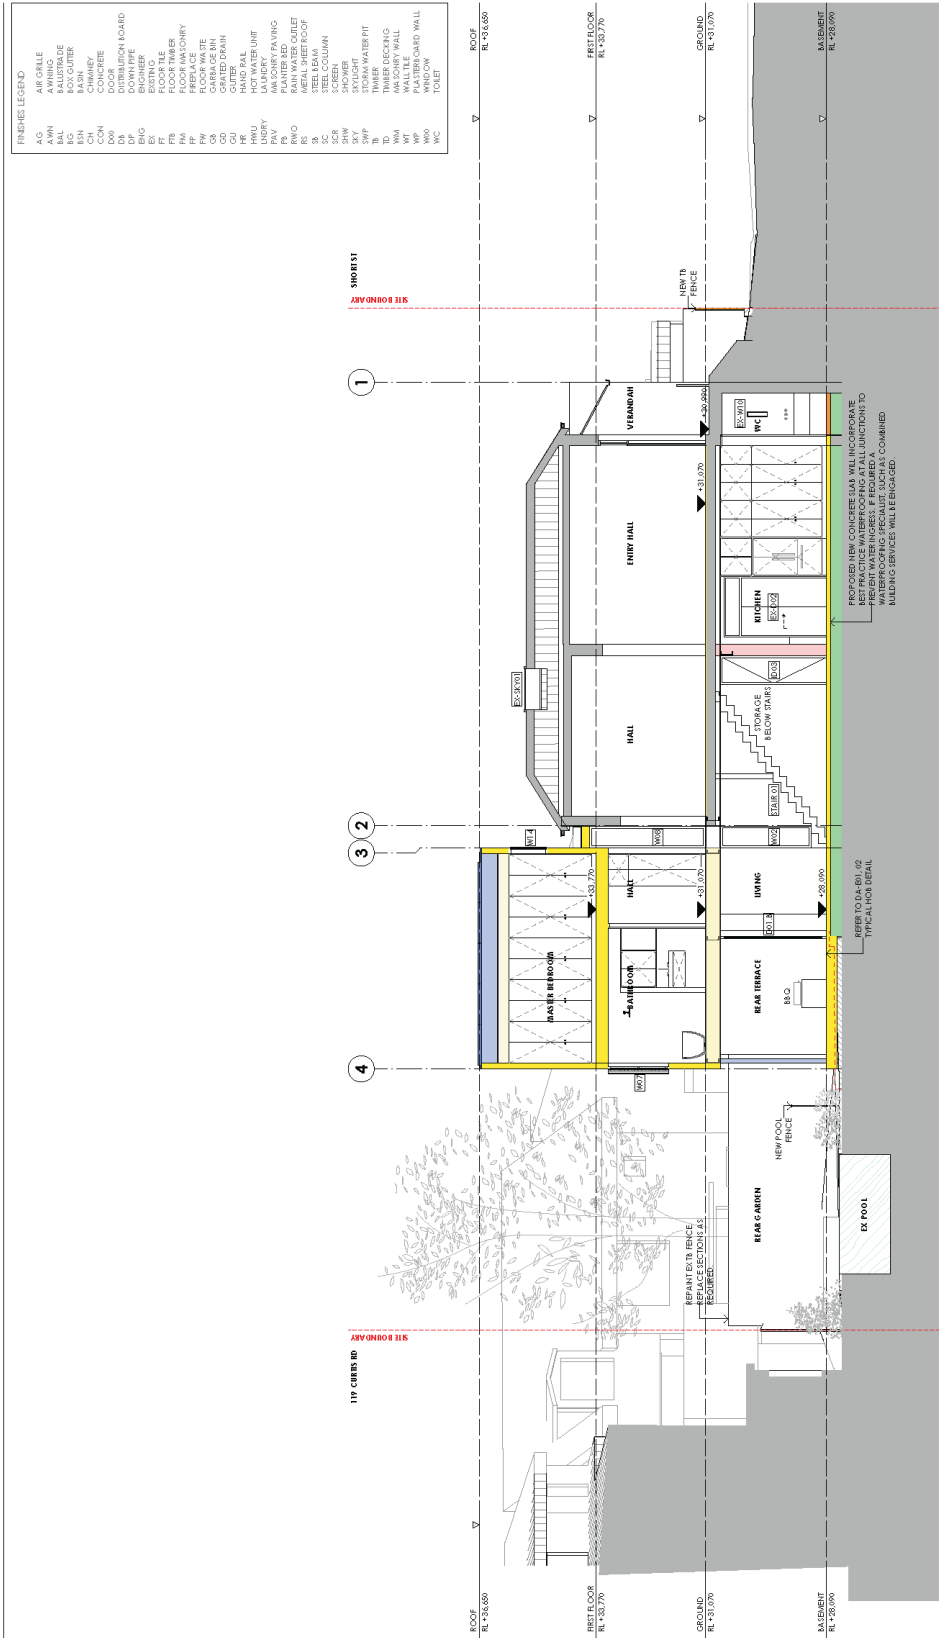 FINISHES LEGEND
AG AIR GRILLE
AWN AWNING
BAL BALUSTRADE
BG BOX GUTTER
BSN BASIN
CH CHIMNEY
CON CONCRETE
D00 DOOR
DB DISTRIBUTION BOARD
DP DOWN PIPE
ENG ENGINEER
EX EXISTING
FT FLOOR TILE
FTB FLOOR TIMBER
FM FLOOR MASONRY
FP FIREPLACE
FW FLOOR WASTE
GB GARBAGE BIN
GD GRATED DRAIN
GU GUTTER
HR HAND RAIL
HWU HOT WATER UNIT
LNDRY LAUNDRY
PAV MASONRY PAVING
PB PLANTER BED
RWO RAIN WATER OUTLET
RS METAL SHEET ROOF
SB STEEL BEAM
SC STEEL COLUMN
SCR SCREEN
SHW SHOWER
SKY SKYLIGHT
SWP STORM WATER PIT
TB TIMBER
TD TIMBER DECKING
WM MASONRY WALL
WT WALL TILE
WP PLASTERBOARD WALL
W00 WINDOW
WC TOILET
119 CURTIS RD
SITE BOUNDARY
4
3
2
1
SITE BOUNDARY
SHORT ST
ROOF
RL +36,650
ROOF
RL +36,650
W14
EX-SKY01
MASTER BEDROOM
FIRST FLOOR
RL +33,770
+33,770
FIRST FLOOR
RL +33,770
W07
BATHROOM
HALL
W08
HALL
ENTRY HALL
VERANDAH
NEW TB
FENCE
REPAINT EX TB FENCE,
REPLACE SECTIONS AS
REQUIRED
GROUND
RL +31,070
+31,070
+31,070
+30,990
GROUND
RL +31,070
REAR GARDEN
NEW POOL
FENCE
REAR TERRACE
BBQ
D01.B
LIVING
W02
STAIR 01
STORAGE
BELOW STAIRS
ID03
KITCHEN
EX-D02
EX-W10
WC
BASEMENT
RL +28,090
+28,090
BASEMENT
RL +28,090
EX POOL
REFER TO DA-E01, 02
TYPICAL HOB DETAIL
PROPOSED NEW CONCRETE SLAB WILL INCORPORATE
BEST PRACTICE WATERPROOFING AT ALL JUNCTIONS TO
PREVENT WATER INGRESS. IF REQUIRED A
WATERPROOFING SPECIALIST, SUCH AS COMBINED
BUILDING SERVICES WILL BE ENGAGED.